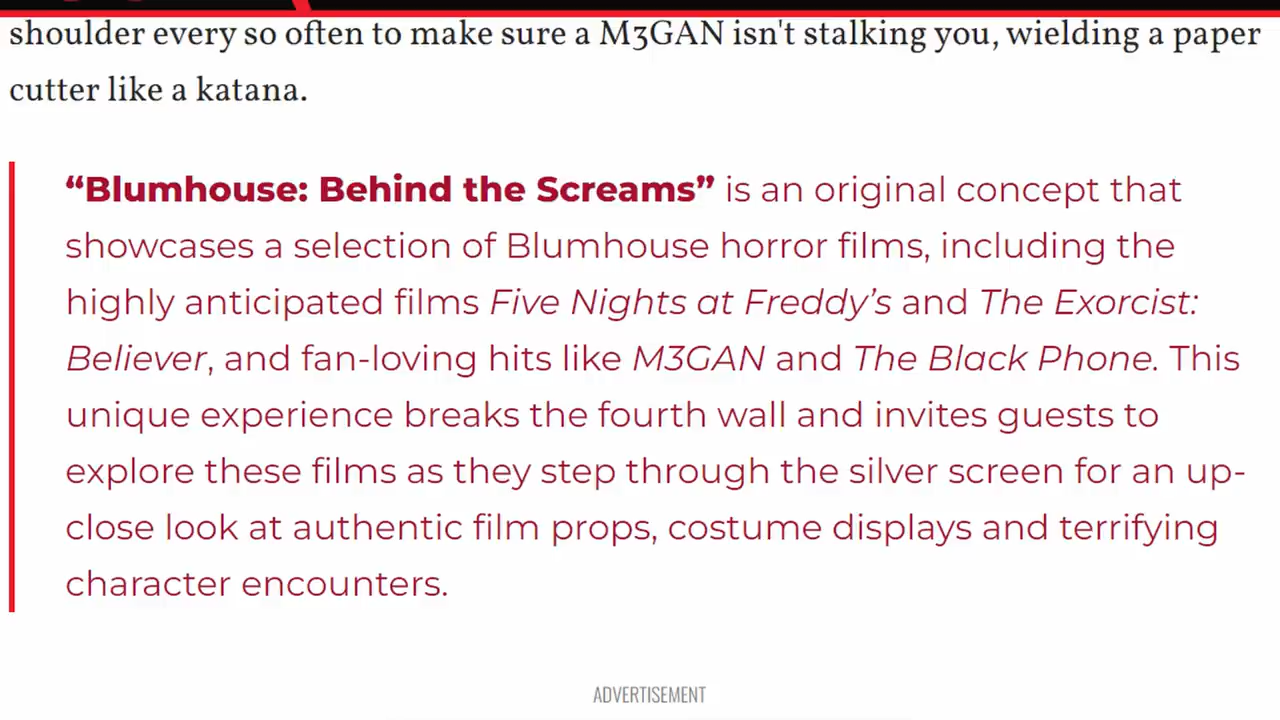 shoulder every so often to make sure a M3GAN isn't stalking you, wielding a paper
cutter like a katana.
“Blumhouse: Behind the Screams” is an original concept that
showcases a selection of Blumhouse horror films, including the
highly anticipated films Five Nights at Freddy’s and The Exorcist:
Believer, and fan-loving hits like M3GAN and The Black Phone. This
unique experience breaks the fourth wall and invites guests to
explore these films as they step through the silver screen for an up-
close look at authentic film props, costume displays and terrifying
character encounters.
ADVERTISEMENT